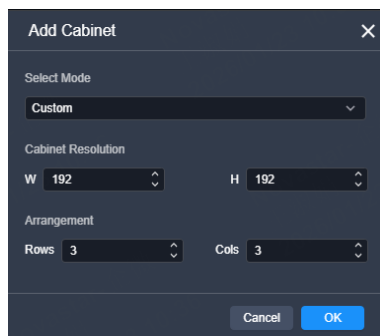 Add Cabinet
Select Mode
Custom
Cabinet Resolution
W 192 H 192
Arrangement
Rows 3 Cols 3
Cancel OK